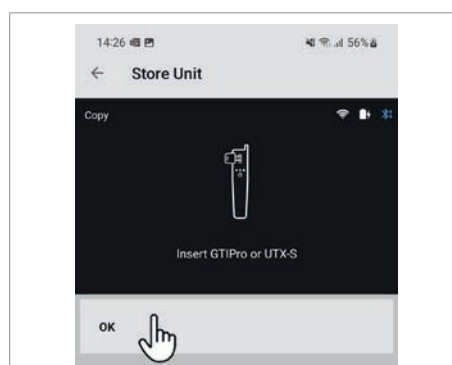 14:26
56%
Store Unit
Copy
Insert GTIPro or UTX-S
OK